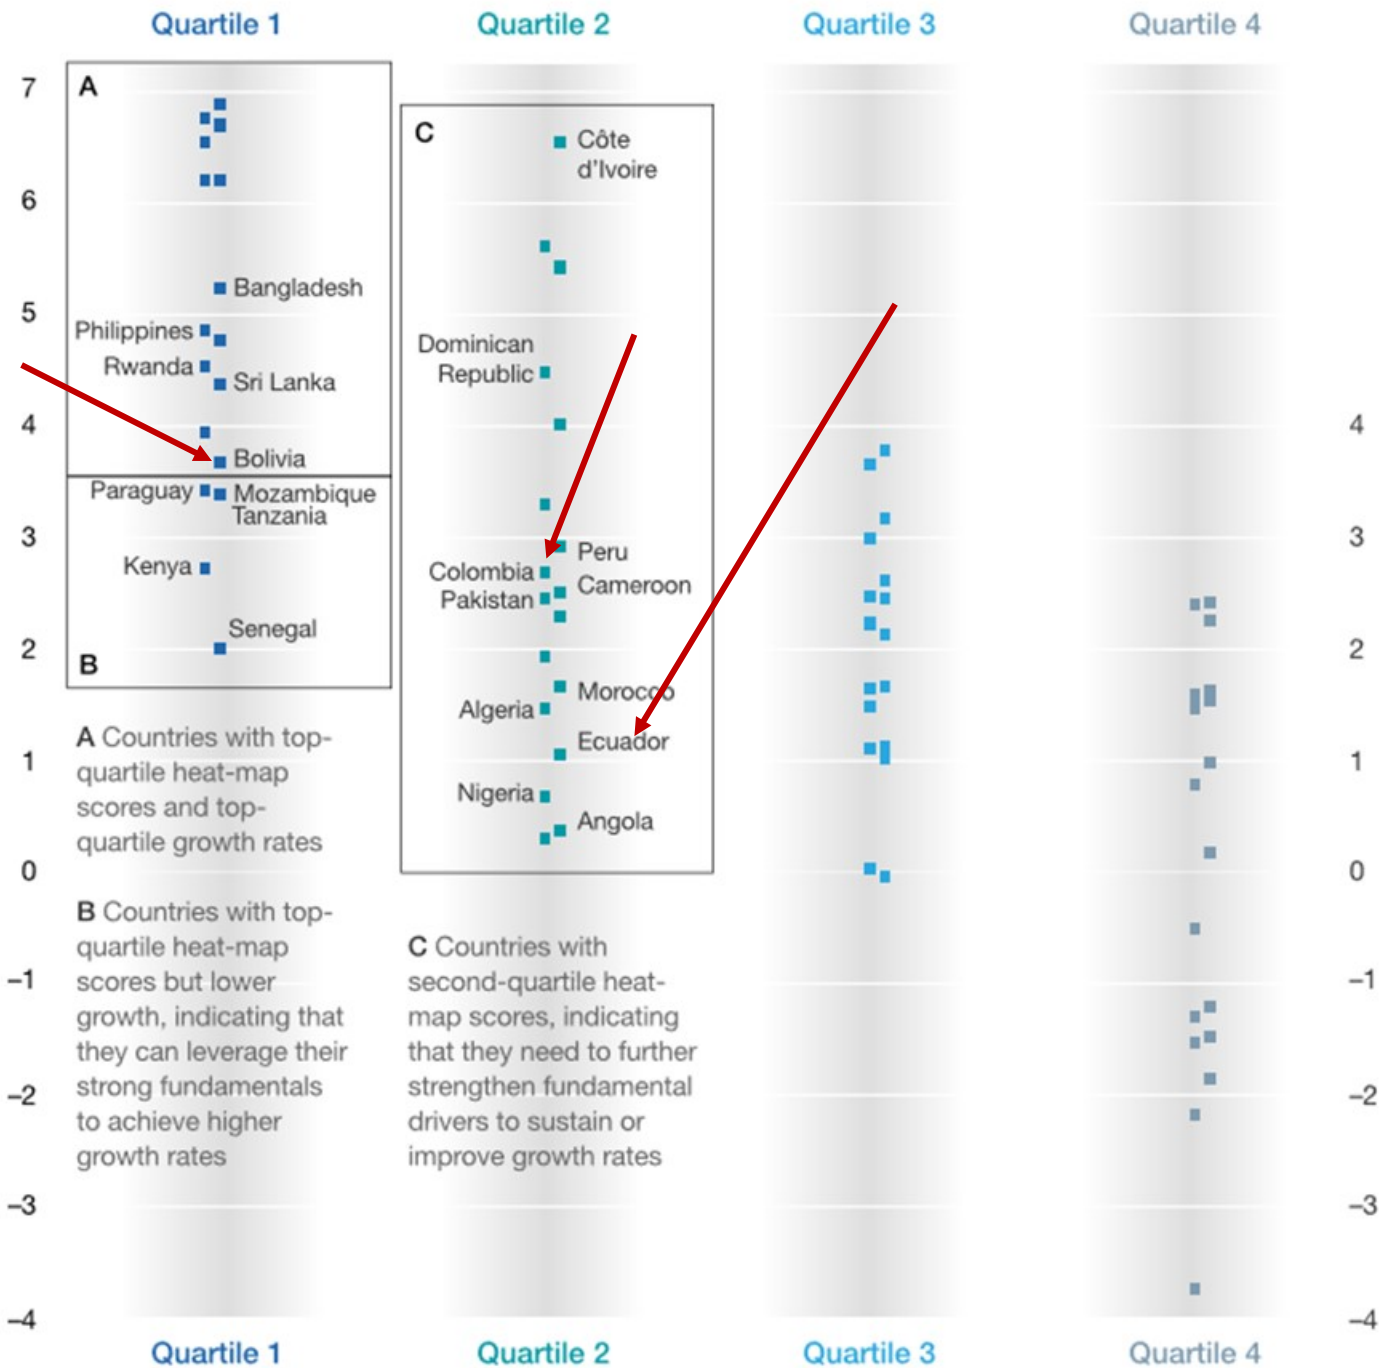 Quartile 1
Quartile 2
Quartile 3
Quartile 4
7
6
5
4
3
2
1
0
–1
–2
–3
–4
A
Bangladesh
Philippines
Rwanda
Sri Lanka
Bolivia
Paraguay
Mozambique
Tanzania
Kenya
Senegal
B
A Countries with top-
quartile heat-map
scores and top-
quartile growth rates
B Countries with top-
quartile heat-map
scores but lower
growth, indicating that
they can leverage their
strong fundamentals
to achieve higher
growth rates
C
Côte
d’Ivoire
Dominican
Republic
Peru
Colombia
Cameroon
Pakistan
Morocco
Algeria
Ecuador
Nigeria
Angola
C Countries with
second-quartile heat-
map scores, indicating
that they need to further
strengthen fundamental
drivers to sustain or
improve growth rates
4
3
2
1
0
–1
–2
–3
–4
Quartile 1
Quartile 2
Quartile 3
Quartile 4